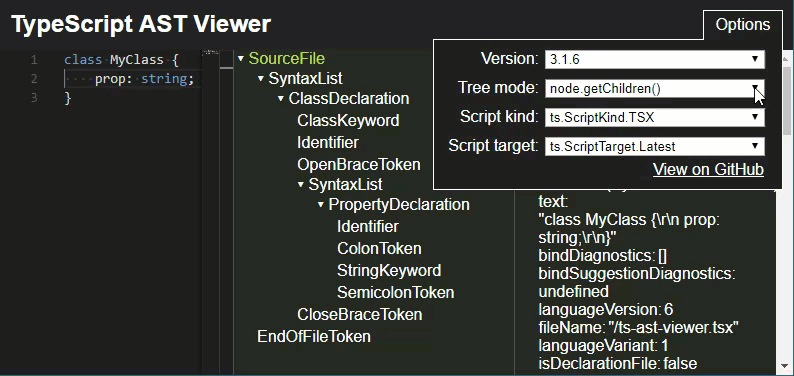 TypeScript AST Viewer
Options
1 class MyClass {
2 prop: string;
3 }
SourceFile
SyntaxList
ClassDeclaration
ClassKeyword
Identifier
OpenBraceToken
SyntaxList
PropertyDeclaration
Identifier
ColonToken
StringKeyword
SemicolonToken
CloseBraceToken
EndOfFileToken
Version: 3.1.6
Tree mode: node.getChildren()
Script kind: ts.ScriptKind.TSX
Script target: ts.ScriptTarget.Latest
View on GitHub
text:
"class MyClass {\r\n prop:
string;\r\n}"
bindDiagnostics: []
bindSuggestionDiagnostics:
undefined
languageVersion: 6
fileName: "/ts-ast-viewer.tsx"
languageVariant: 1
isDeclarationFile: false